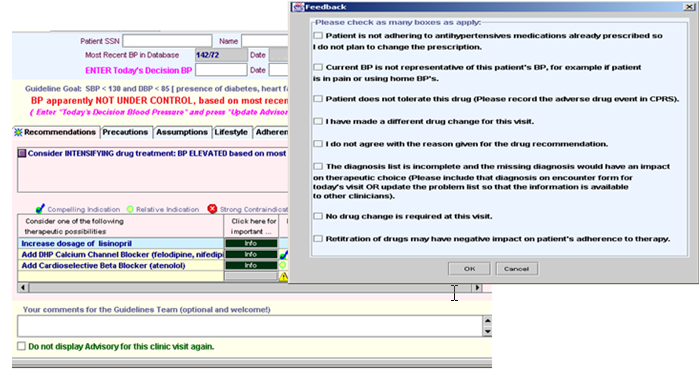 Feedback
Please check as many boxes as apply:
Patient is not adhering to antihypertensives medications already prescribed so
I do not plan to change the prescription.
Current BP is not representative of this patient's BP, for example if patient
is in pain or using home BP's.
Patient does not tolerate this drug (Please record the adverse drug event in CPRS).
I have made a different drug change for this visit.
I do not agree with the reason given for the drug recommendation.
The diagnosis list is incomplete and the missing diagnosis would have an impact
on therapeutic choice (Please include that diagnosis on encounter form for
today's visit OR update the problem list so that the information is available
to other clinicians).
No drug change is required at this visit.
Retitration of drugs may have negative impact on patient's adherence to therapy.
OK Cancel
Patient SSN Name
Most Recent BP in Database 142/72 Date
ENTER Today's Decision BP Date
Guideline Goal: SBP < 130 and DBP < 85 [ presence of diabetes, heart
BP apparently NOT UNDER CONTROL, based on most
( Enter "Today's Decision Blood Pressure" and press "Update
Recommendations Precautions Assumptions Lifestyle
Consider INTENSIFYING drug treatment: BP ELEVATED based on most
Compelling Indication Relative Indication Strong
Consider one of the following Click here for
therapeutic possibilities important ...
Increase dosage of lisinopril Info
Add DHP Calcium Channel Blocker (felodipine, Info
Add Cardioselective Beta Blocker (atenolol) Info
Your comments for the Guidelines Team (optional and welcome!)
Do not display Advisory for this clinic visit again.